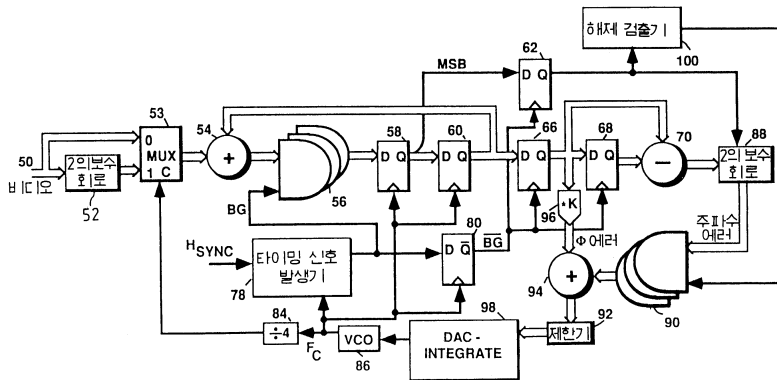 해제 검출기
100
62
D Q
MSB
53
0
MUX
1 C
54
+
58
D Q
60
D Q
66
D Q
68
D Q
70
−
88
2의 보수
회로
50
비디오
2의보수
회로
52
56
BG
*K
96
주파수
에러
Φ 에러
80
D Q̅
B̅G̅
HSYNC
타이밍 신호
발생기
78
94
+
90
84
÷4
FC
VCO
86
98
DAC -
INTEGRATE
92
제한기